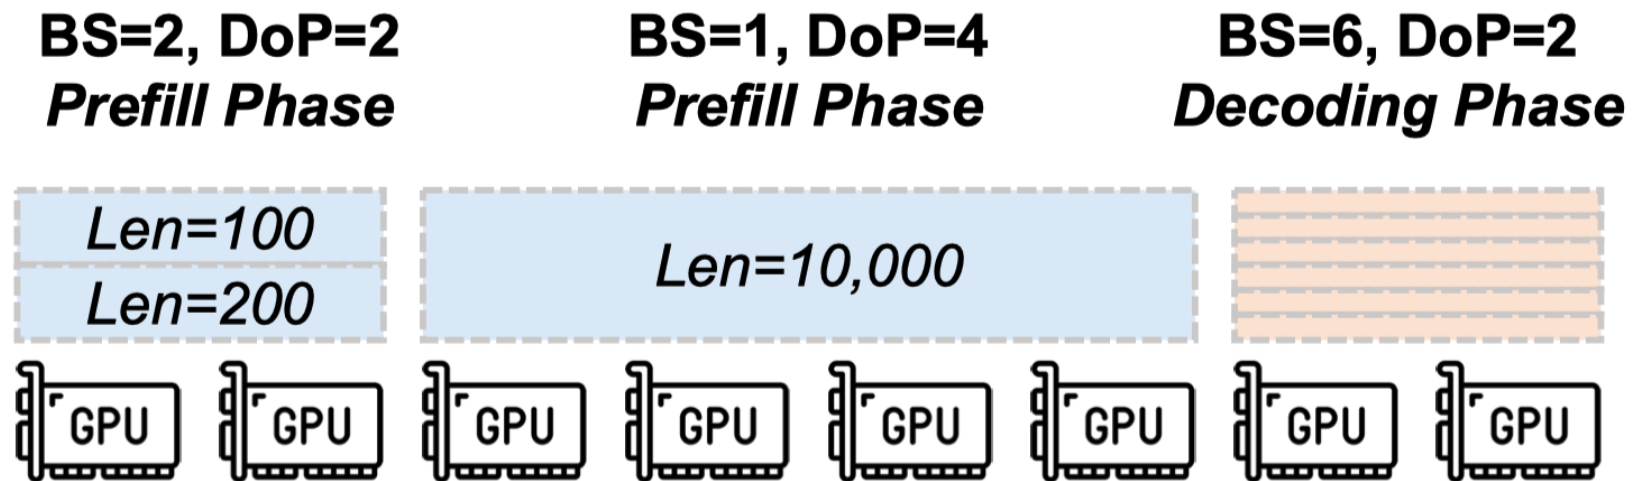 BS=2, DoP=2
Prefill Phase
BS=1, DoP=4
Prefill Phase
BS=6, DoP=2
Decoding Phase
Len=100
Len=200
Len=10,000
GPU
GPU
GPU
GPU
GPU
GPU
GPU
GPU